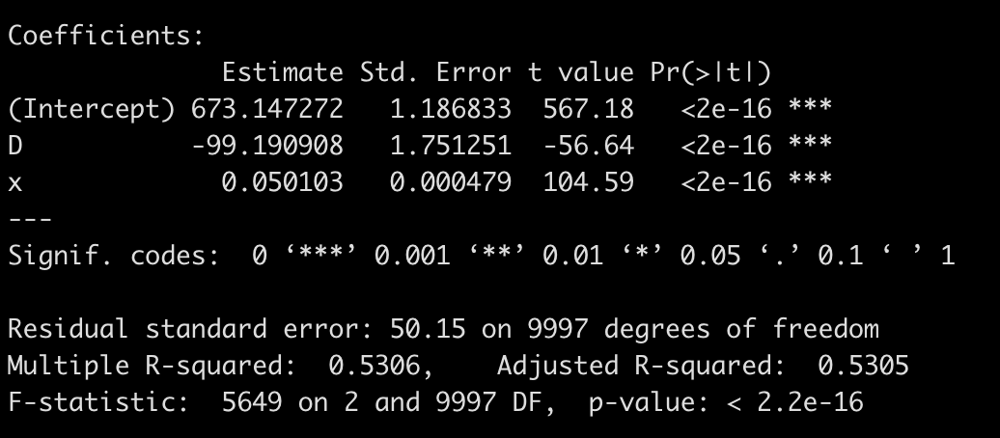 Coefficients:
              Estimate Std. Error t value Pr(>|t|)
(Intercept) 673.147272   1.186833  567.18   <2e-16 ***
D           -99.190908   1.751251  -56.64   <2e-16 ***
x             0.050103   0.000479  104.59   <2e-16 ***
---
Signif. codes:  0 ‘***’ 0.001 ‘**’ 0.01 ‘*’ 0.05 ‘.’ 0.1 ‘ ’ 1
Residual standard error: 50.15 on 9997 degrees of freedom
Multiple R-squared:  0.5306,    Adjusted R-squared:  0.5305
F-statistic:  5649 on 2 and 9997 DF,  p-value: < 2.2e-16